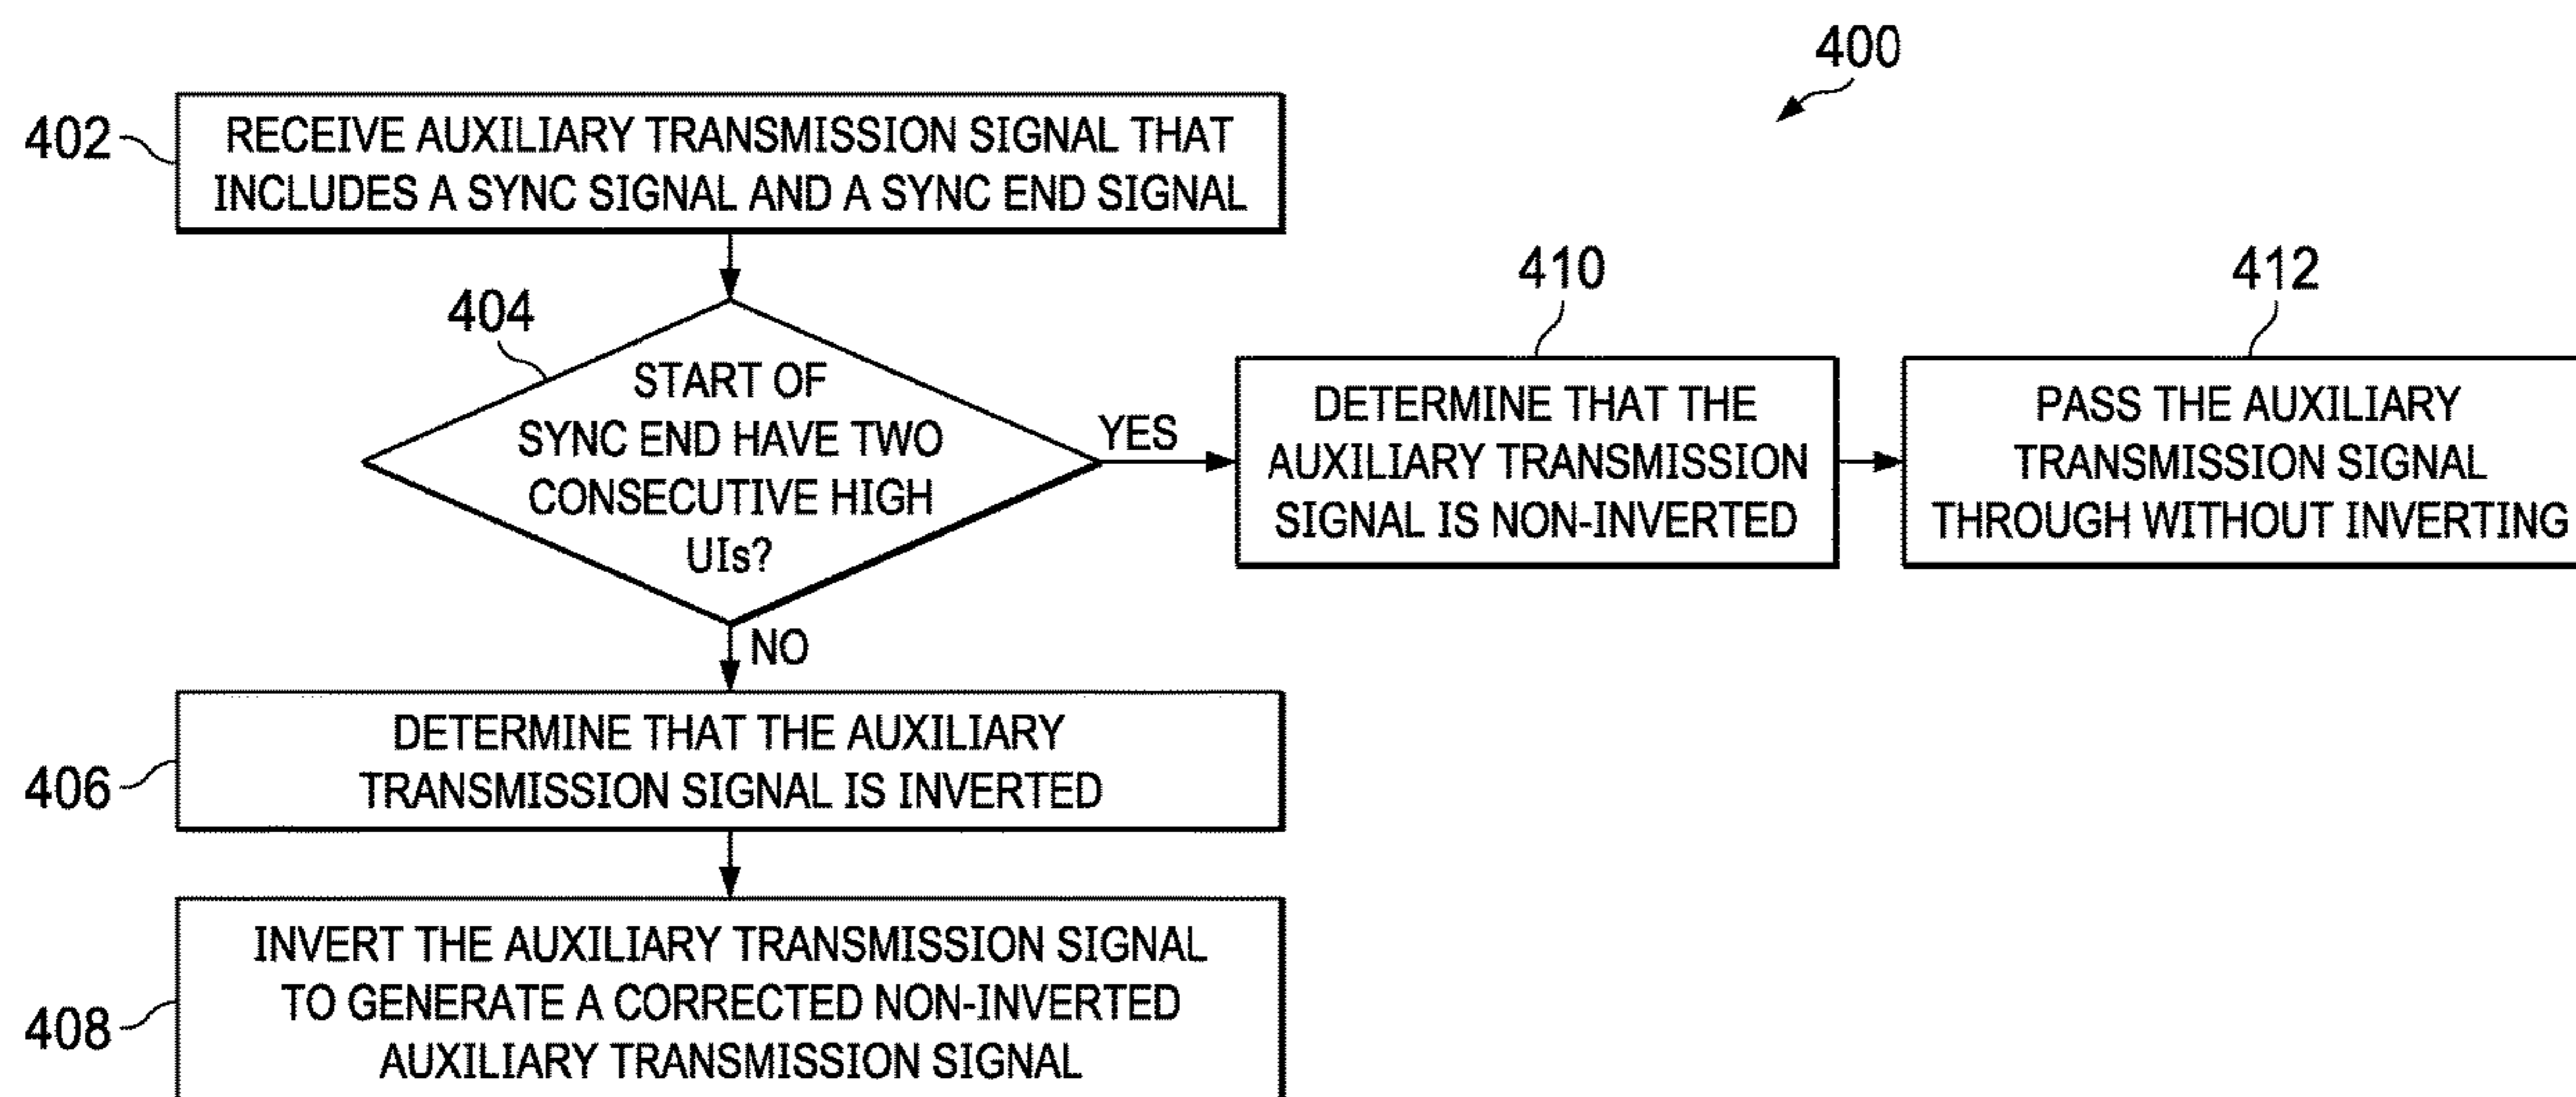 400
402
RECEIVE AUXILIARY TRANSMISSION SIGNAL THAT
INCLUDES A SYNC SIGNAL AND A SYNC END SIGNAL
404
START OF
SYNC END HAVE TWO
CONSECUTIVE HIGH
UIs?
YES
410
DETERMINE THAT THE
AUXILIARY TRANSMISSION
SIGNAL IS NON-INVERTED
412
PASS THE AUXILIARY
TRANSMISSION SIGNAL
THROUGH WITHOUT INVERTING
NO
406
DETERMINE THAT THE AUXILIARY
TRANSMISSION SIGNAL IS INVERTED
408
INVERT THE AUXILIARY TRANSMISSION SIGNAL
TO GENERATE A CORRECTED NON-INVERTED
AUXILIARY TRANSMISSION SIGNAL